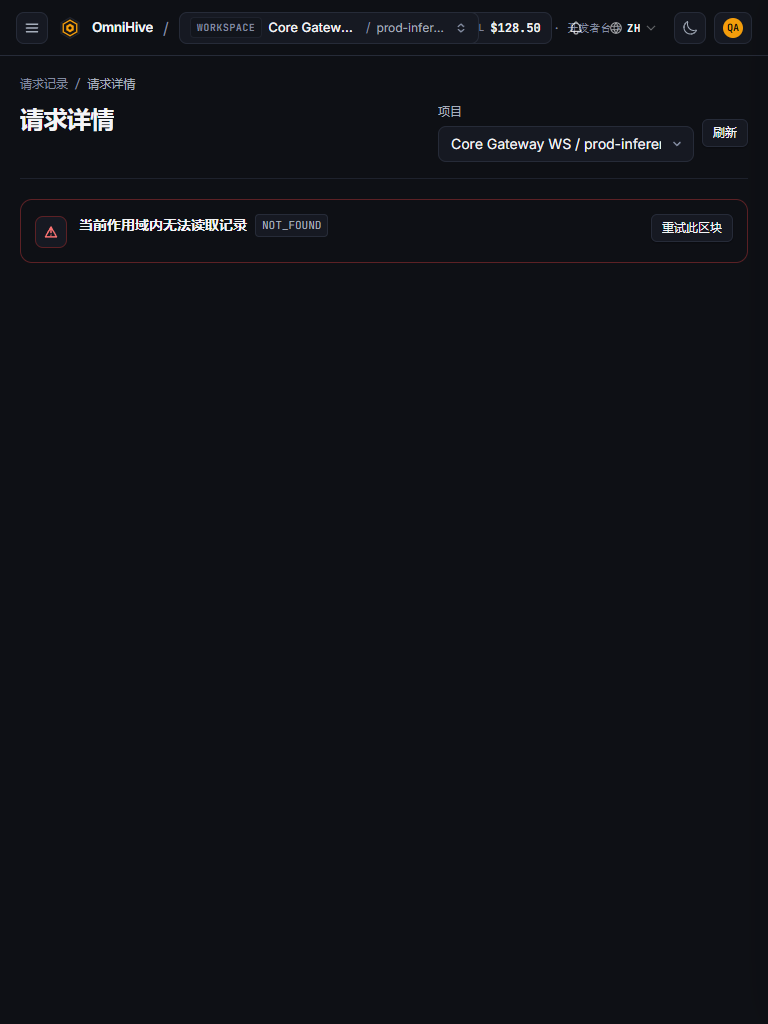 OmniHive / WORKSPACE Core Gatew... / prod-infer... $128.50 · ZH QA
请求记录 / 请求详情
请求详情
项目
Core Gateway WS / prod-infere
刷新
当前作用域内无法读取记录 NOT_FOUND
重试此区块